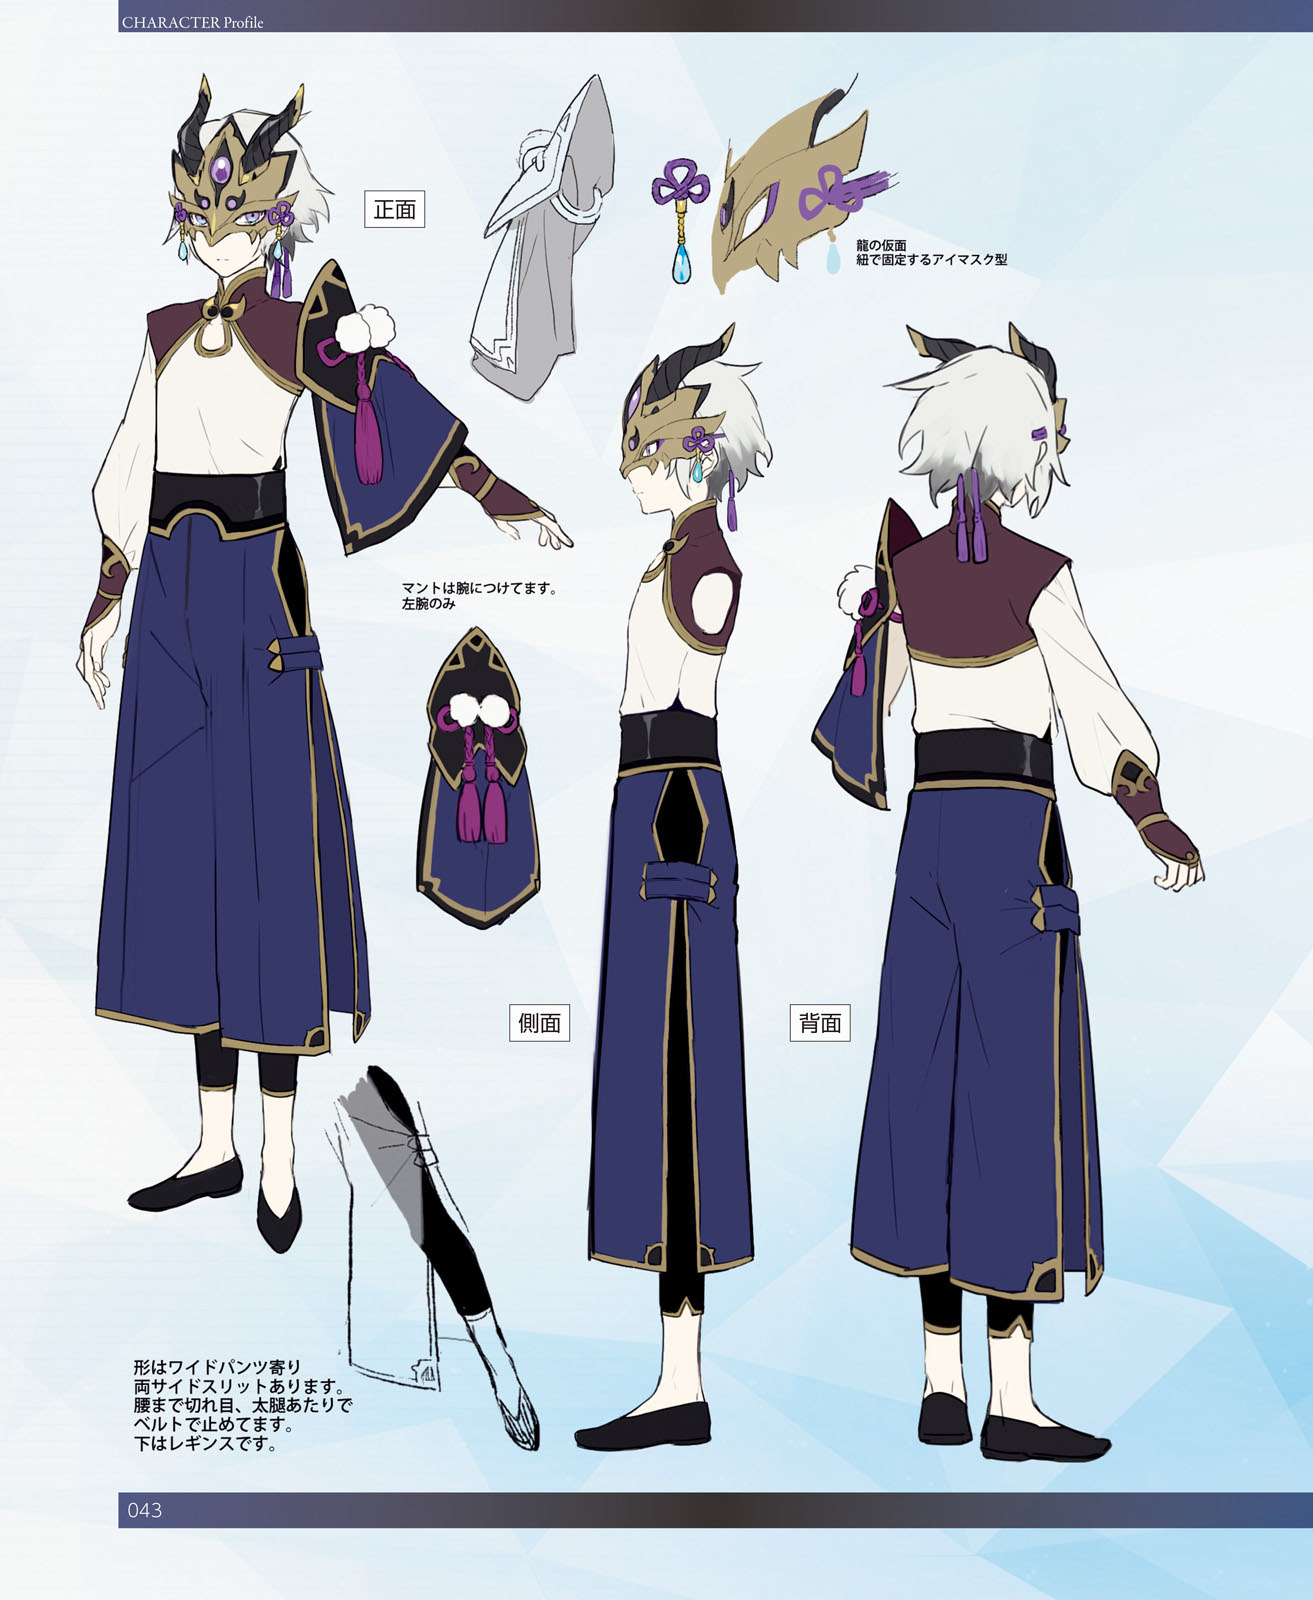 CHARACTER Profile
正面
龍の仮面
紐で固定するアイマスク型
マントは腕につけてます。
左腕のみ
側面
背面
形はワイドパンツ寄り
両サイドスリットあります。
腰まで切れ目、太腿あたりで
ベルトで止めてます。
下はレギンスです。
043